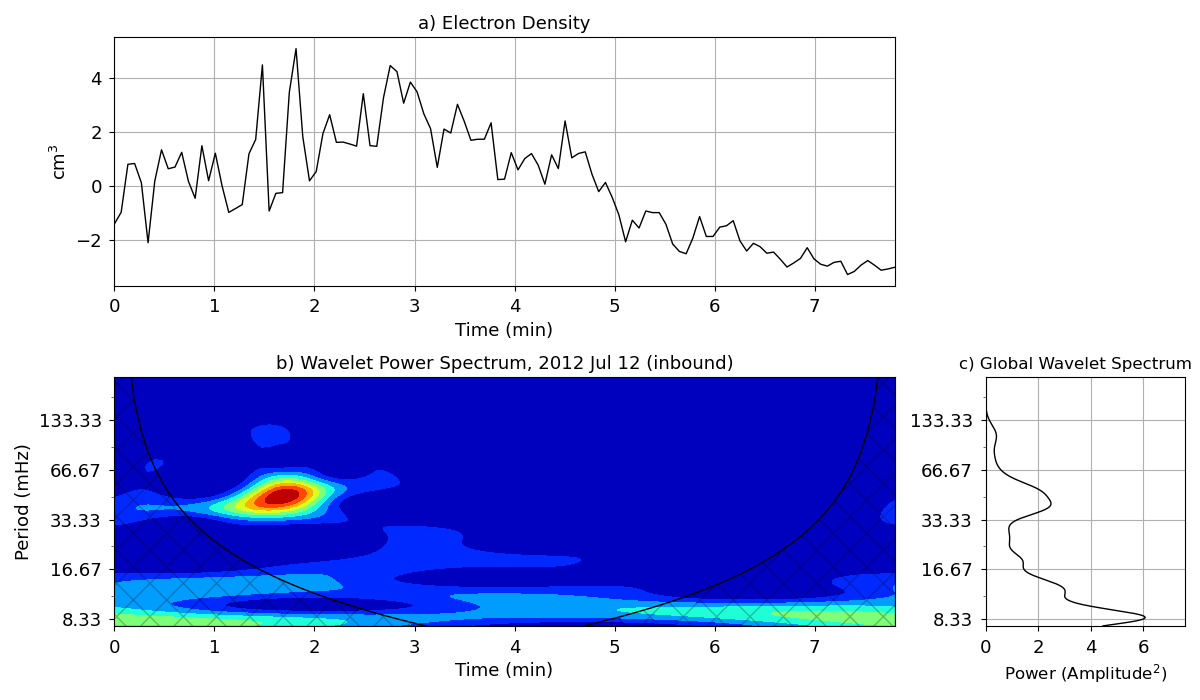 a) Electron Density
cm³
4
2
0
−2
0 1 2 3 4 5 6 7
Time (min)
b) Wavelet Power Spectrum, 2012 Jul 12 (inbound)
Period (mHz)
133.33
66.67
33.33
16.67
8.33
0 1 2 3 4 5 6 7
Time (min)
c) Global Wavelet Spectrum
133.33
66.67
33.33
16.67
8.33
0 2 4 6
Power (Amplitude²)